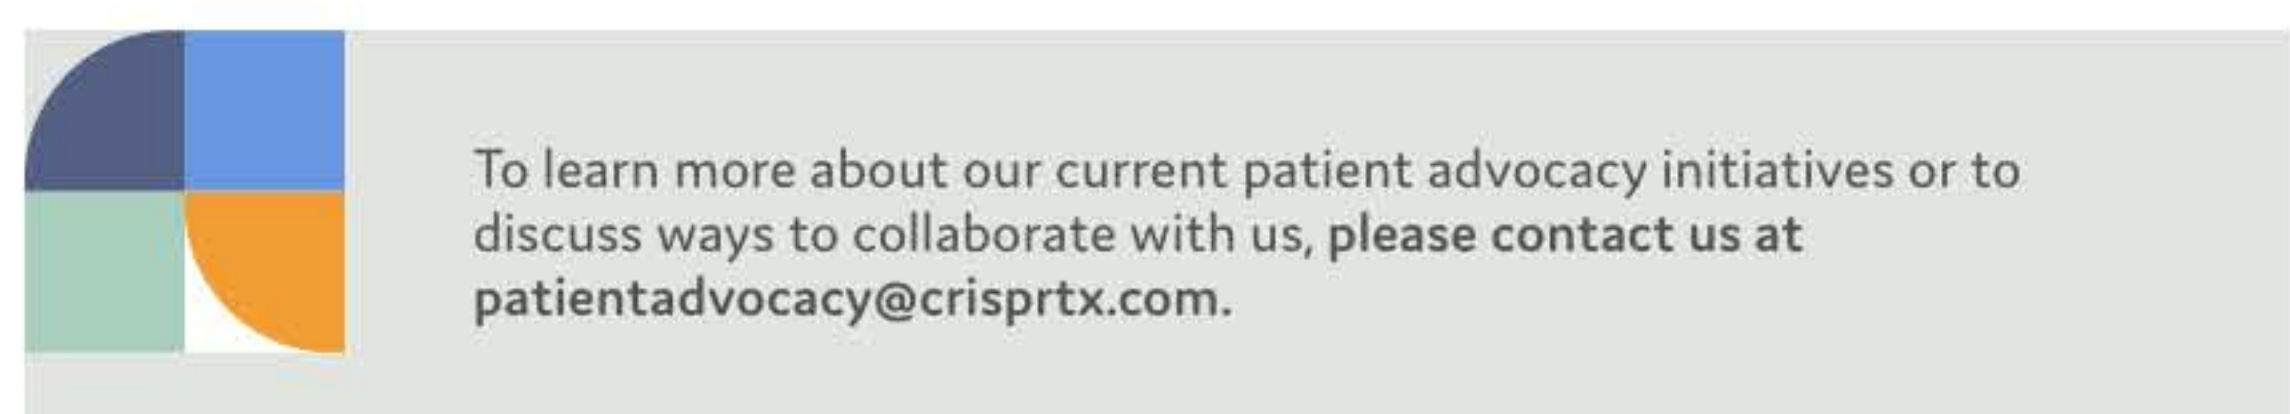 To learn more about our current patient advocacy initiatives or to
discuss ways to collaborate with us, please contact us at
patientadvocacy@crisprtx.com.